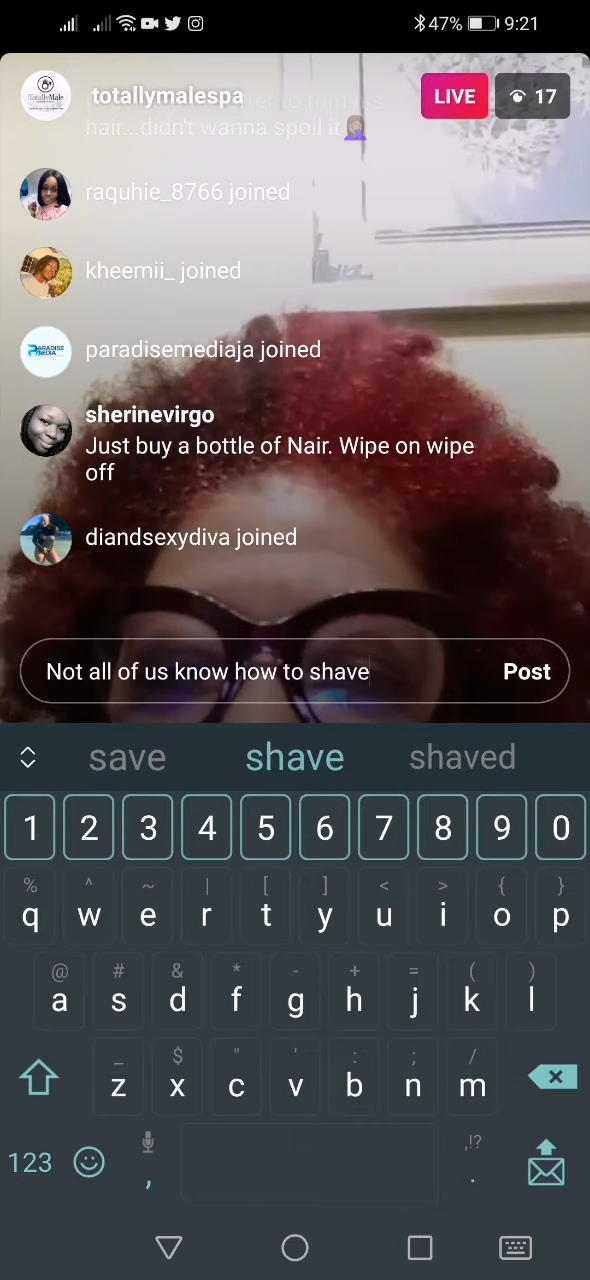 47% 9:21
totallymalespa LIVE 17
hair...didn't wanna spoil it
raquhie_8766 joined
kheemii_ joined
PARADISE
MEDIA
paradisemediaja joined
sherinevirgo
Just buy a bottle of Nair. Wipe on wipe
off
diandsexydiva joined
Not all of us know how to shave Post
save shave shaved
1 2 3 4 5 6 7 8 9 0
% ^ ~ | [ ] < > { }
q w e r t y u i o p
@ # & * - + = ( )
a s d f g h j k l
_ $ " ' : ; /
z x c v b n m
,!?
123 , .